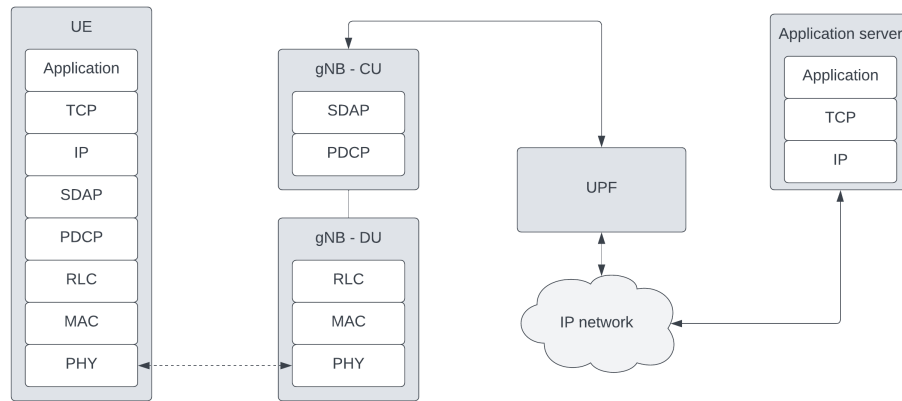 UE
Application
TCP
IP
SDAP
PDCP
RLC
MAC
PHY
gNB - CU
SDAP
PDCP
gNB - DU
RLC
MAC
PHY
UPF
IP network
Application server
Application
TCP
IP